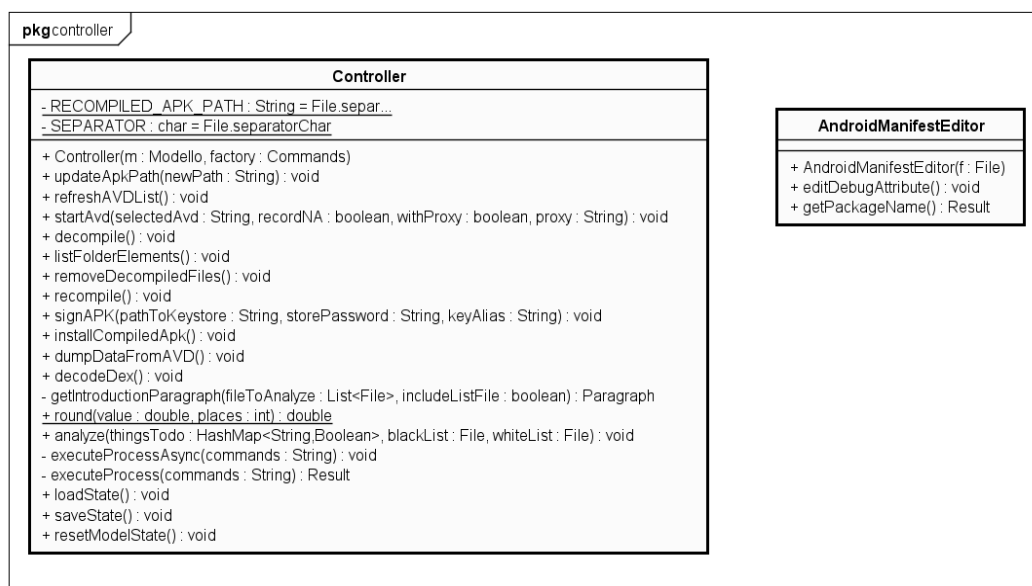 pkg controller
Controller
- RECOMPILED_APK_PATH : String = File.separ...
- SEPARATOR : char = File.separatorChar
+ Controller(m : Modello, factory : Commands)
+ updateApkPath(newPath : String) : void
+ refreshAVDList() : void
+ startAvd(selectedAvd : String, recordNA : boolean, withProxy : boolean, proxy : String) : void
+ decompile() : void
+ listFolderElements() : void
+ removeDecompiledFiles() : void
+ recompile() : void
+ signAPK(pathToKeystore : String, storePassword : String, keyAlias : String) : void
+ installCompiledApk() : void
+ dumpDataFromAVD() : void
+ decodeDex() : void
- getIntroductionParagraph(fileToAnalyze : List<File>, includeListFile : boolean) : Paragraph
+ round(value : double, places : int) : double
+ analyze(thingsTodo : HashMap<String,Boolean>, blackList : File, whiteList : File) : void
- executeProcessAsync(commands : String) : void
- executeProcess(commands : String) : Result
+ loadState() : void
+ saveState() : void
+ resetModelState() : void
AndroidManifestEditor
+ AndroidManifestEditor(f : File)
+ editDebugAttribute() : void
+ getPackageName() : Result